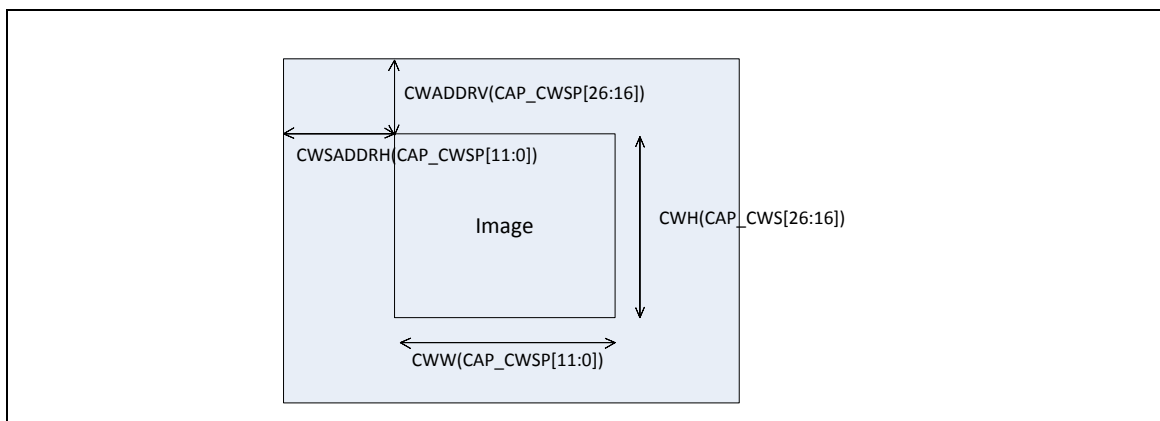 CWADDRV(CAP_CWSP[26:16])
CWSADDRH(CAP_CWSP[11:0])
Image
CWH(CAP_CWS[26:16])
CWW(CAP_CWSP[11:0])